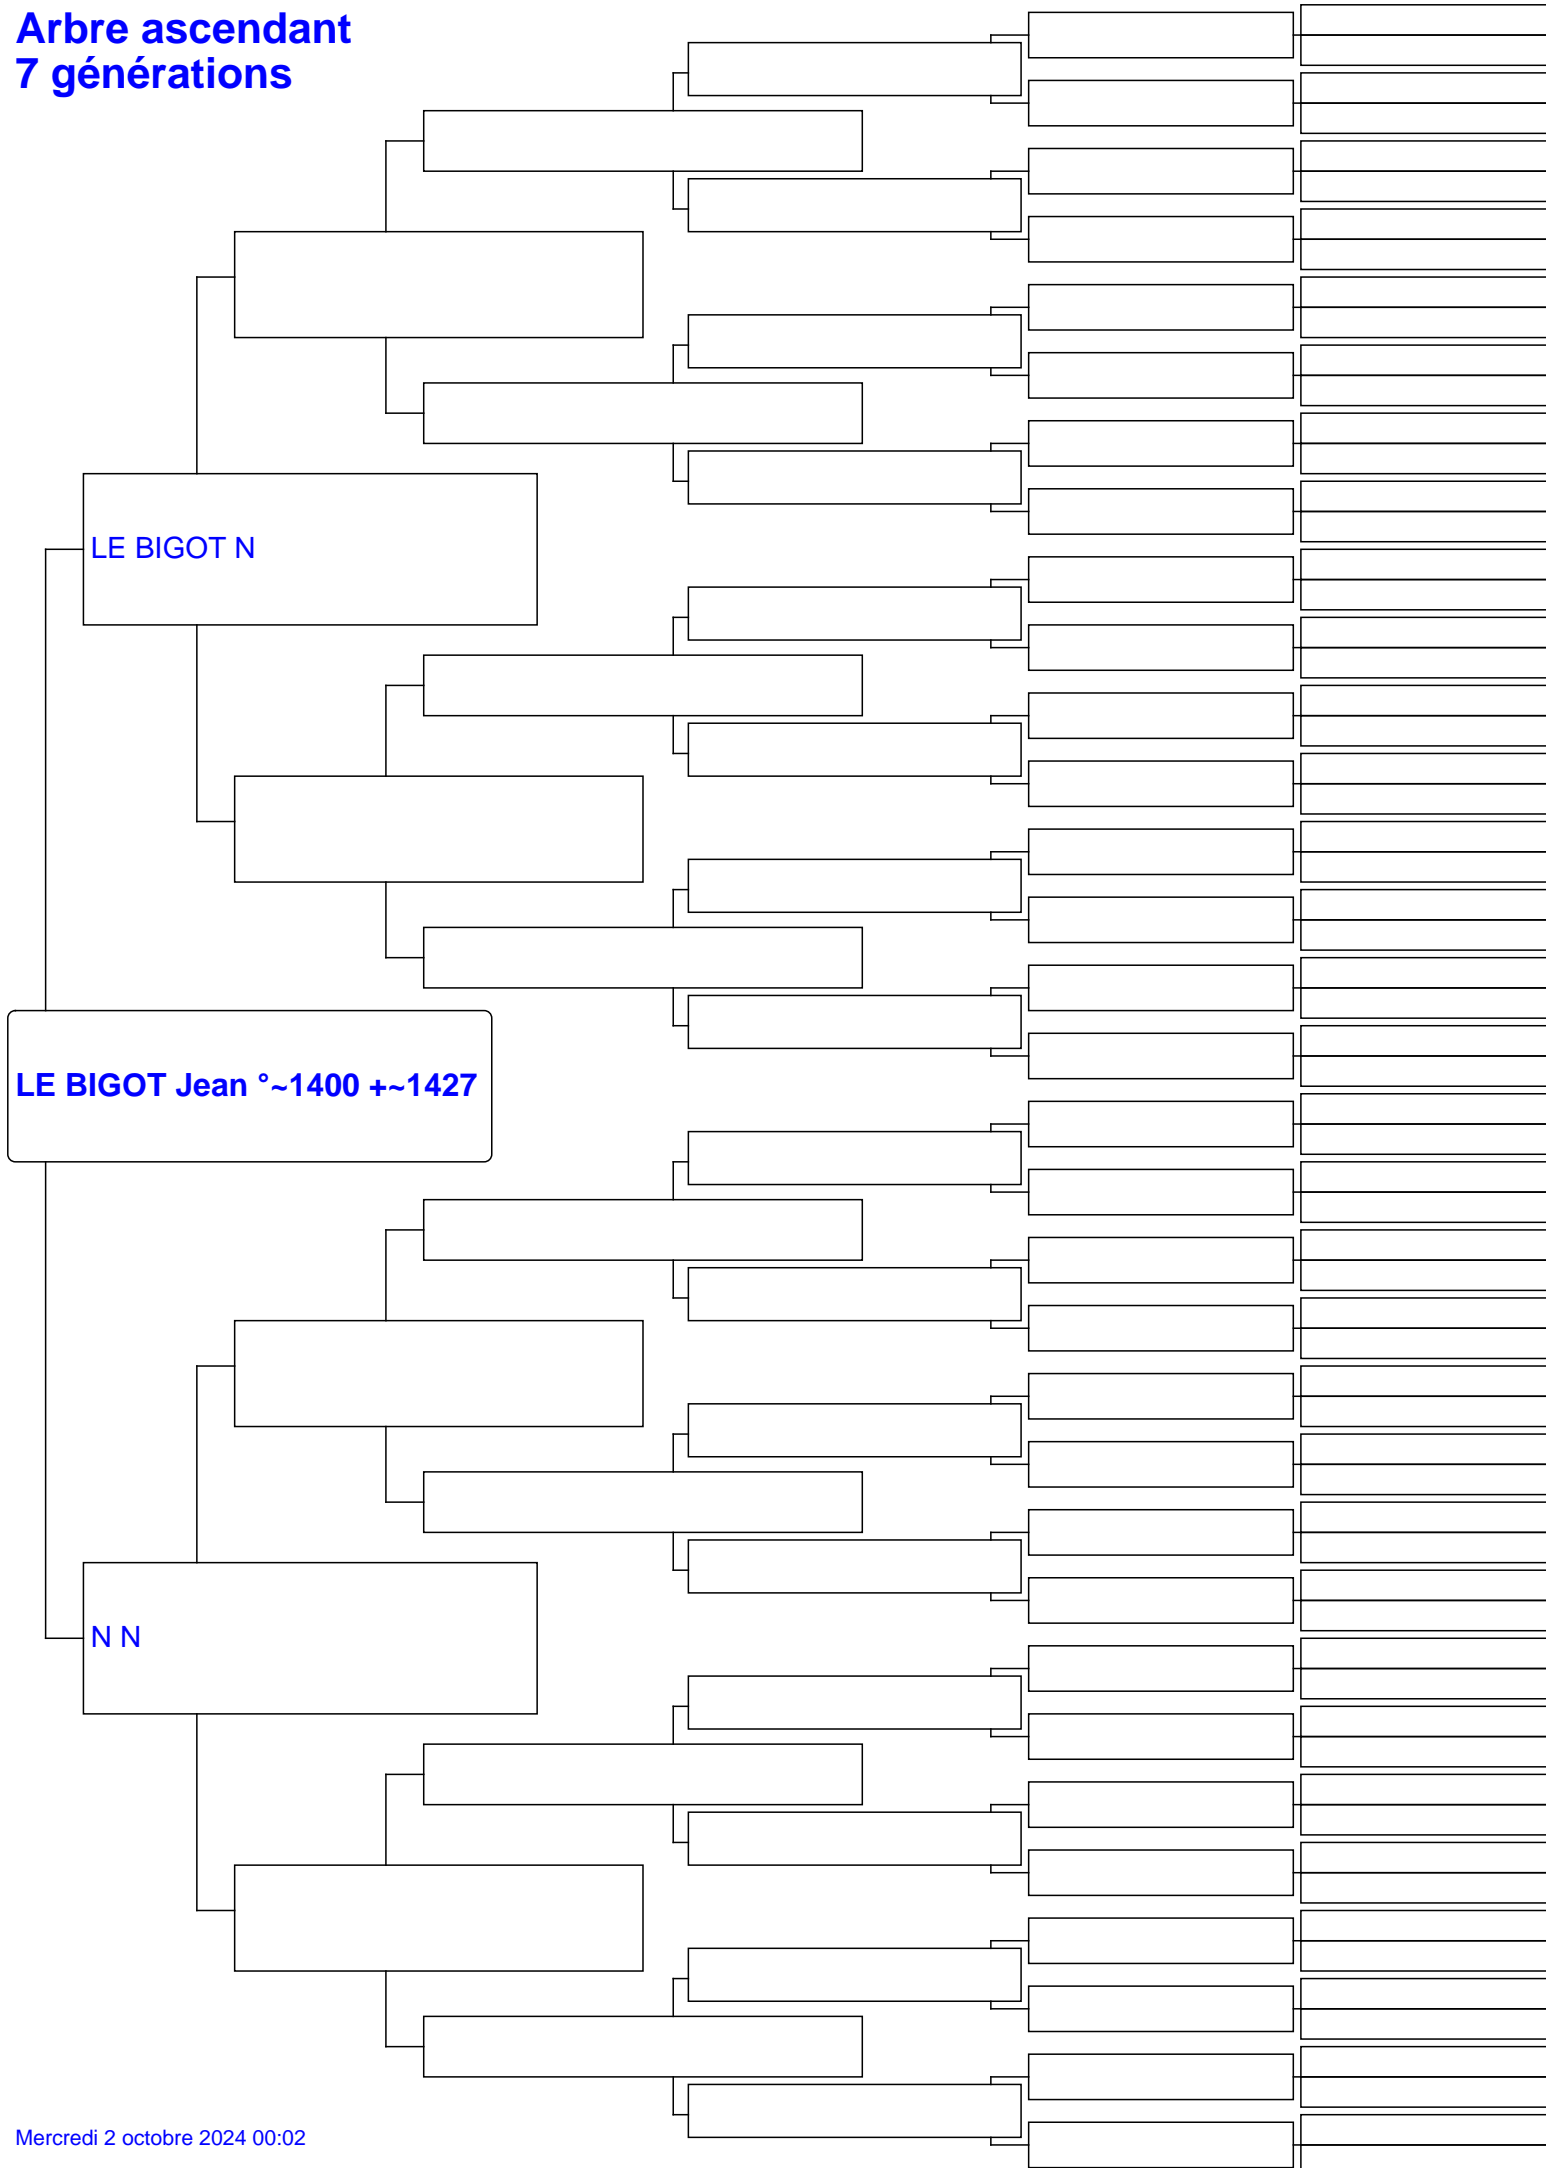 Arbre ascendant
7 générations
LE BIGOT N
LE BIGOT Jean °~1400 +~1427
N N
Mercredi 2 octobre 2024 00:02